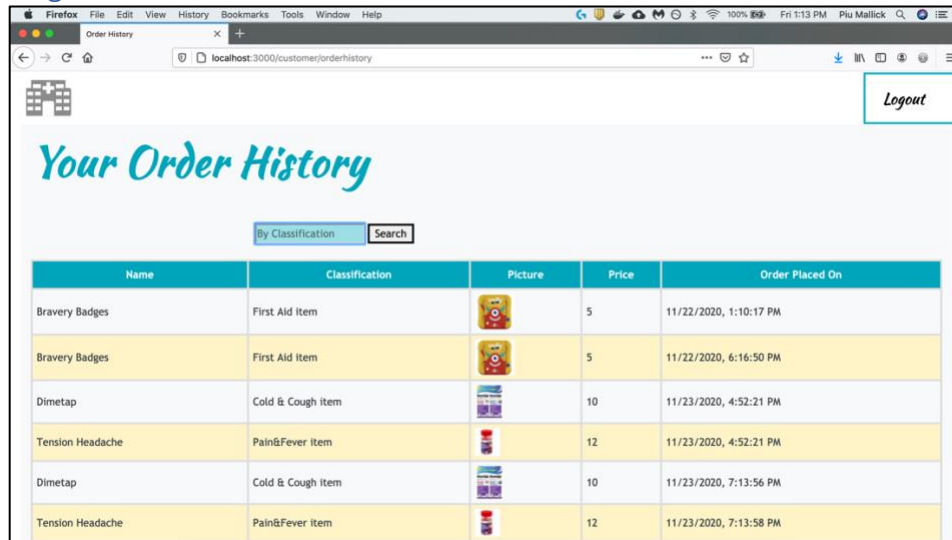 Firefox File Edit View History Bookmarks Tools Window Help 100% Fri 1:13 PM Piu Mallick
Order History
localhost:3000/customer/orderhistory
Logout
Your Order History
By Classification Search
Name Classification Picture Price Order Placed On
Bravery Badges First Aid item 5 11/22/2020, 1:10:17 PM
Bravery Badges First Aid item 5 11/22/2020, 6:16:50 PM
Dimetap Cold & Cough item 10 11/23/2020, 4:52:21 PM
Tension Headache Pain&Fever item 12 11/23/2020, 4:52:21 PM
Dimetap Cold & Cough item 10 11/23/2020, 7:13:56 PM
Tension Headache Pain&Fever item 12 11/23/2020, 7:13:58 PM